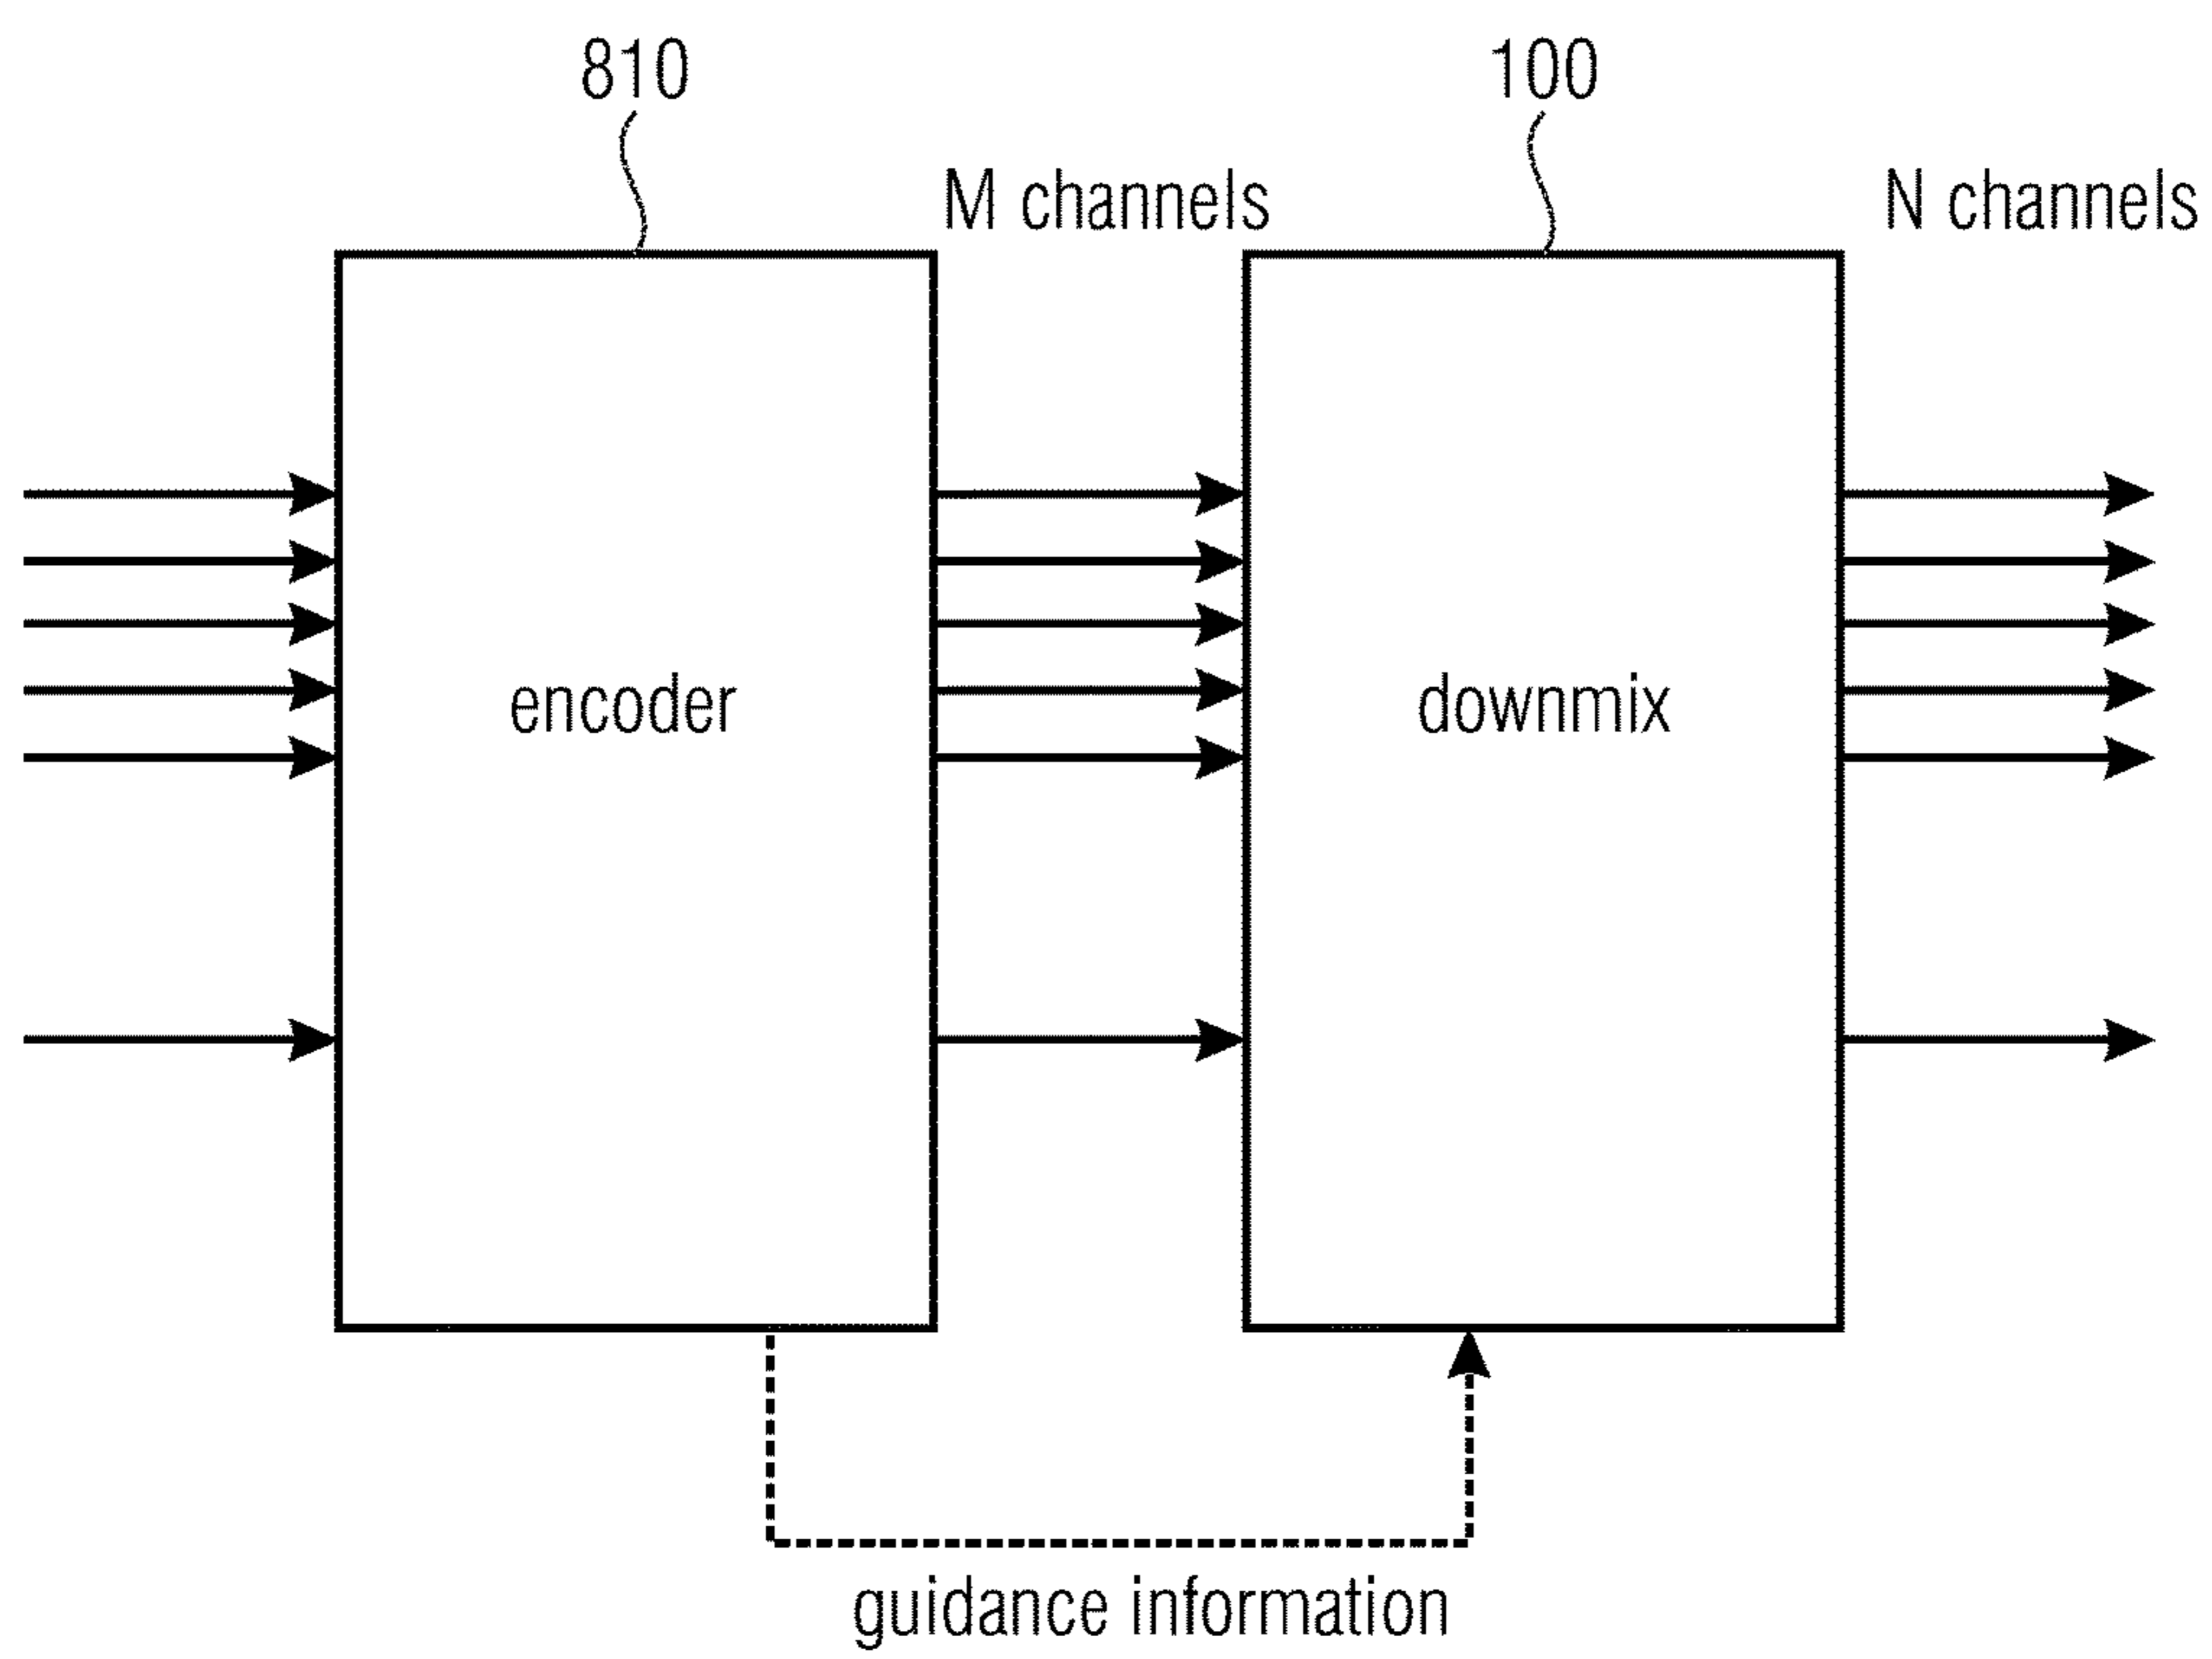 810
100
M channels
N channels
encoder
downmix
guidance information